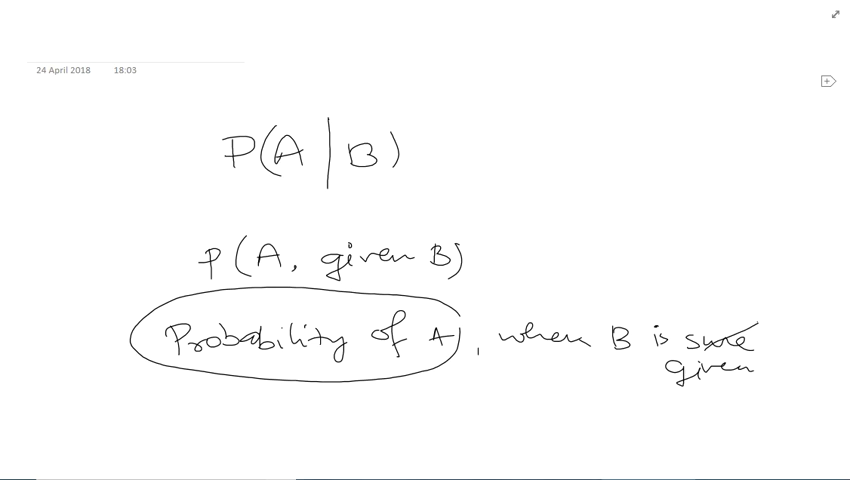 24 April 2018 18:03
P(A | B)
P(A, given B)
Probability of A, when B is sure
given